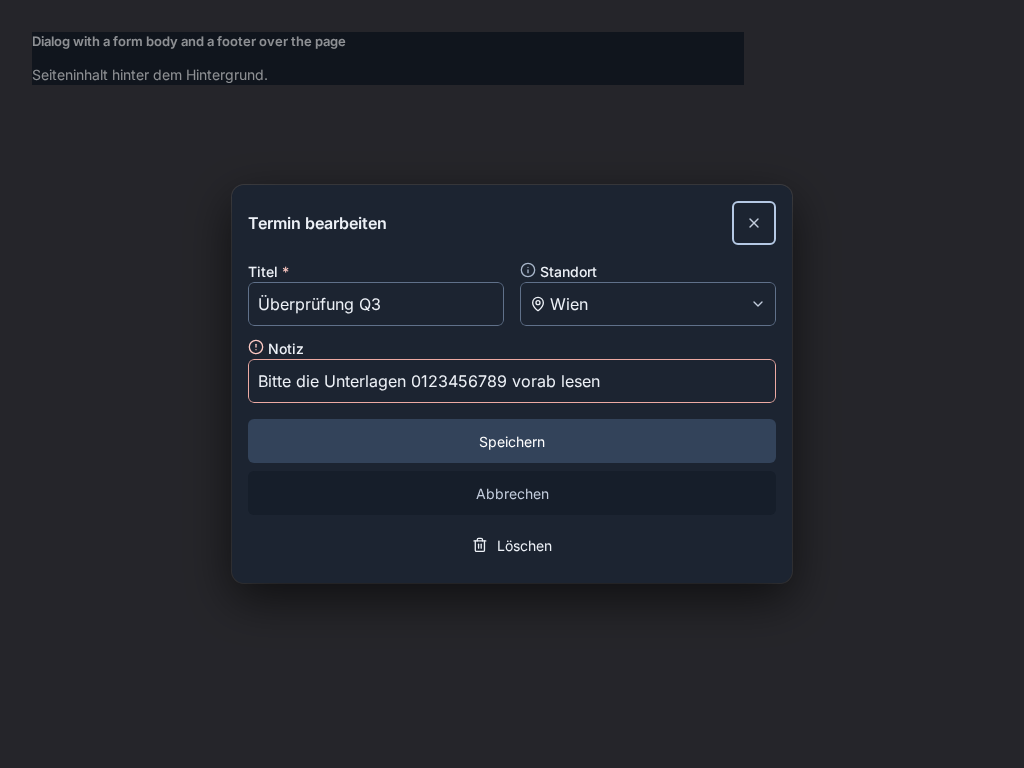 Dialog with a form body and a footer over the page
Seiteninhalt hinter dem Hintergrund.
Termin bearbeiten
Titel *
Standort
Überprüfung Q3
Wien
Notiz
Bitte die Unterlagen 0123456789 vorab lesen
Speichern
Abbrechen
Löschen